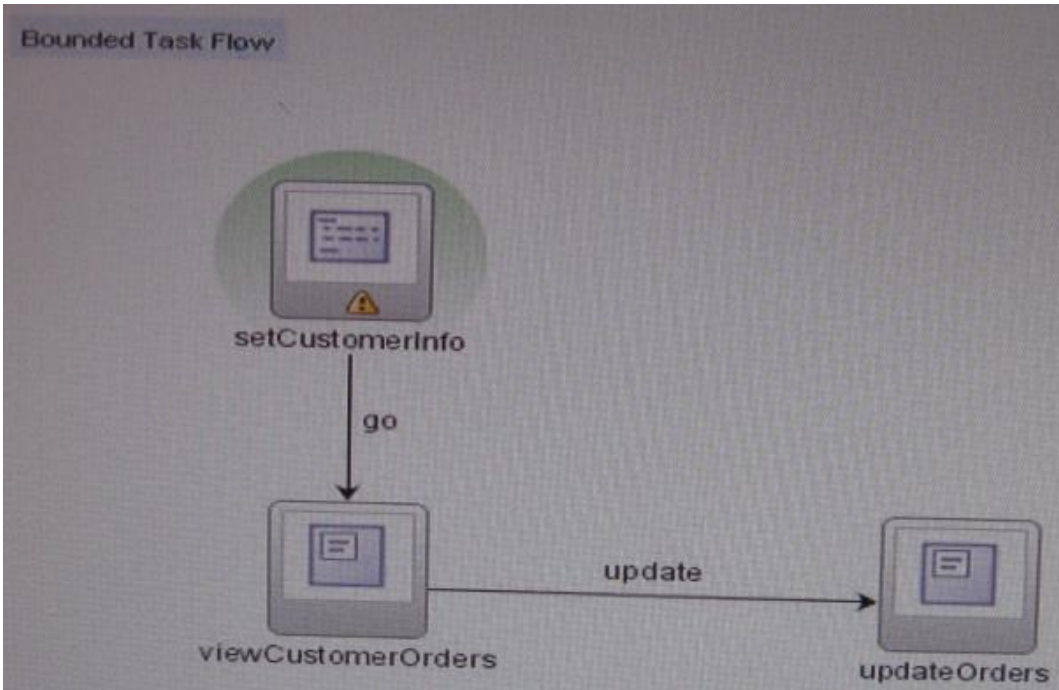 Bounded Task Flow
setCustomerInfo
go
update
viewCustomerOrders
updateOrders